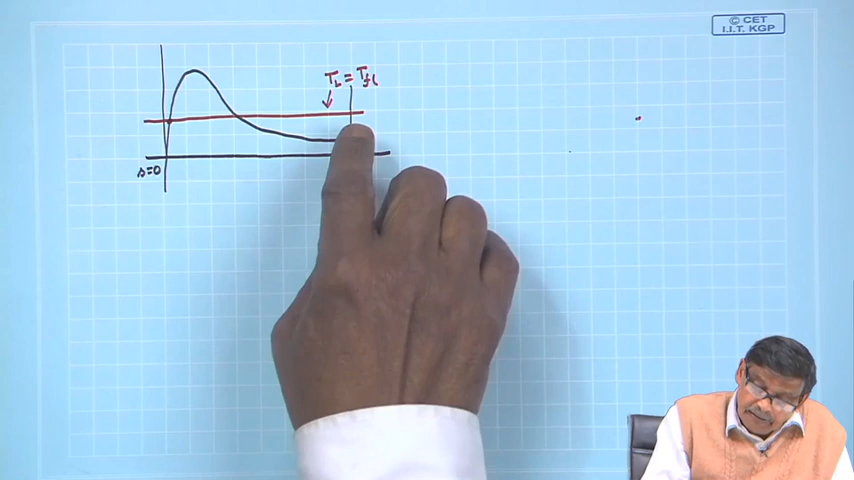 © CET
I.I.T. KGP
T_L = T_fl
s=0